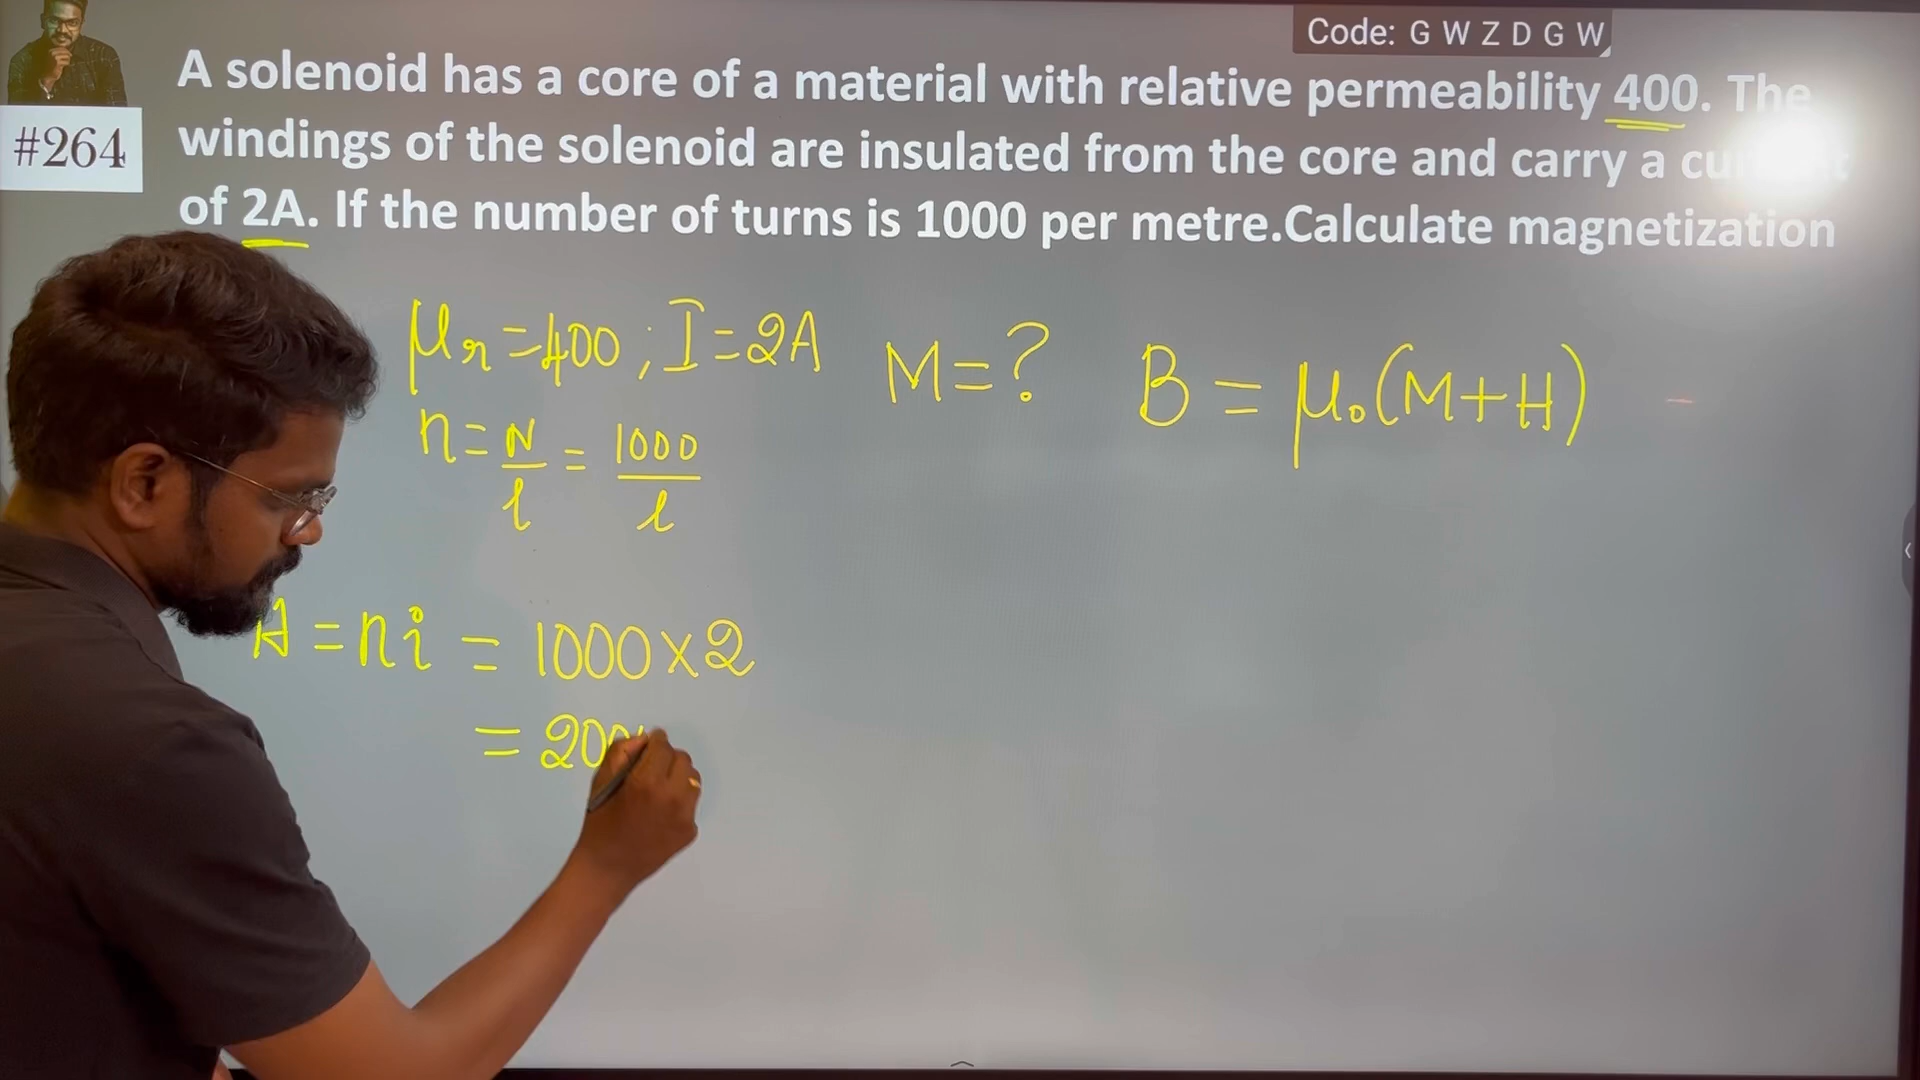 Code: G W Z D G W
A solenoid has a core of a material with relative permeability 400. The
#264
windings of the solenoid are insulated from the core and carry a
of 2A. If the number of turns is 1000 per metre.Calculate magnetization
μr = 400 ; I = 2A
M = ?
B = μ₀(M+H)
n = N/l = 1000/l
= ni = 1000 × 2